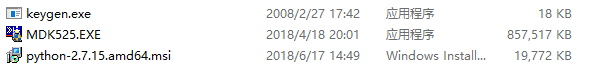 keygen.exe 2008/2/27 17:42 应用程序 18 KB
MDK525.EXE 2018/4/18 20:01 应用程序 857,517 KB
python-2.7.15.amd64.msi 2018/6/17 14:49 Windows Install... 19,772 KB